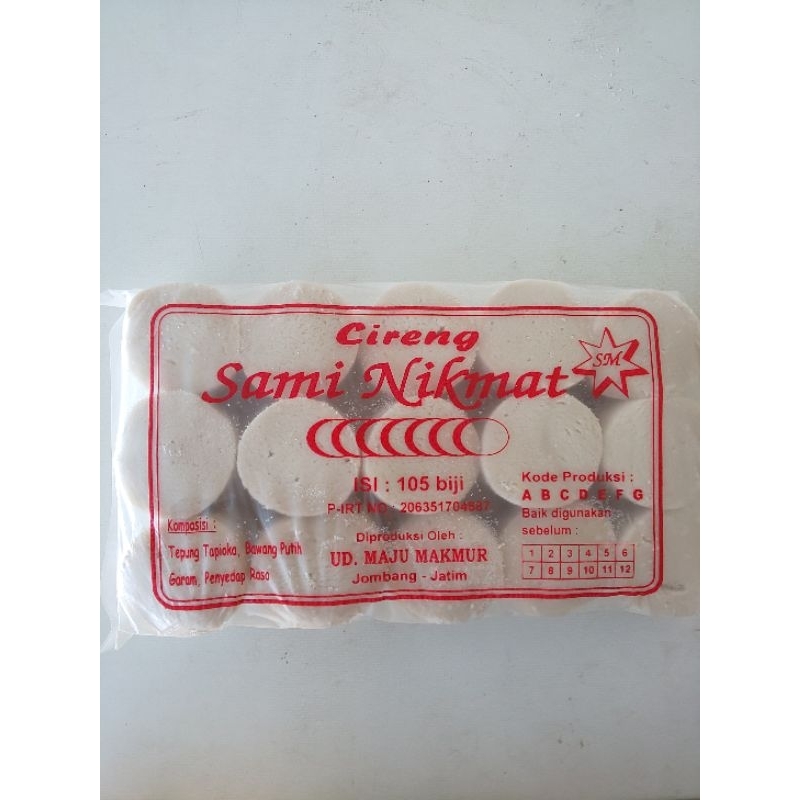 Cireng
Sami Nikmat
SM
ISI : 105 biji
P-IRT NO :
Kode Produksi :
A B C D E F G
Baik digunakan
sebelum :
1 2 3 4 5 6
7 8 9 10 11 12
Komposisi :
Tepung Tapioka, Bawang Putih
Garam, Penyedap Rasa
Diproduksi Oleh :
UD. MAJU MAKMUR
Jombang - Jatim